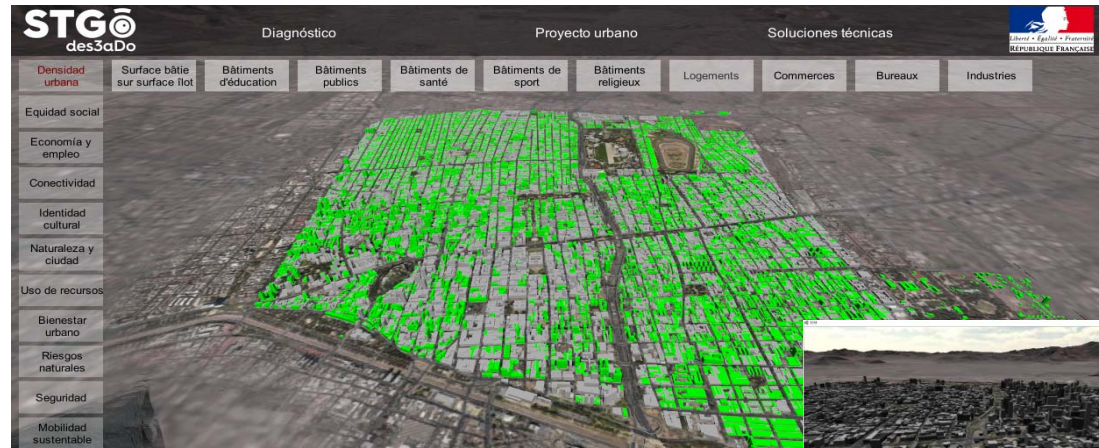 STGO
des3aDo
Diagnóstico
Proyecto urbano
Soluciones técnicas
Liberté • Égalité • Fraternité
RÉPUBLIQUE FRANÇAISE
Densidad
urbana
Surface bâtie
sur surface îlot
Bâtiments
d'éducation
Bâtiments
publics
Bâtiments de
santé
Bâtiments de
sport
Bâtiments
religieux
Logements
Commerces
Bureaux
Industries
Equidad social
Economía y
empleo
Conectividad
Identidad
cultural
Naturaleza y
ciudad
Uso de recursos
Bienestar
urbano
Riesgos
naturales
Seguridad
Mobilidad
sustentable